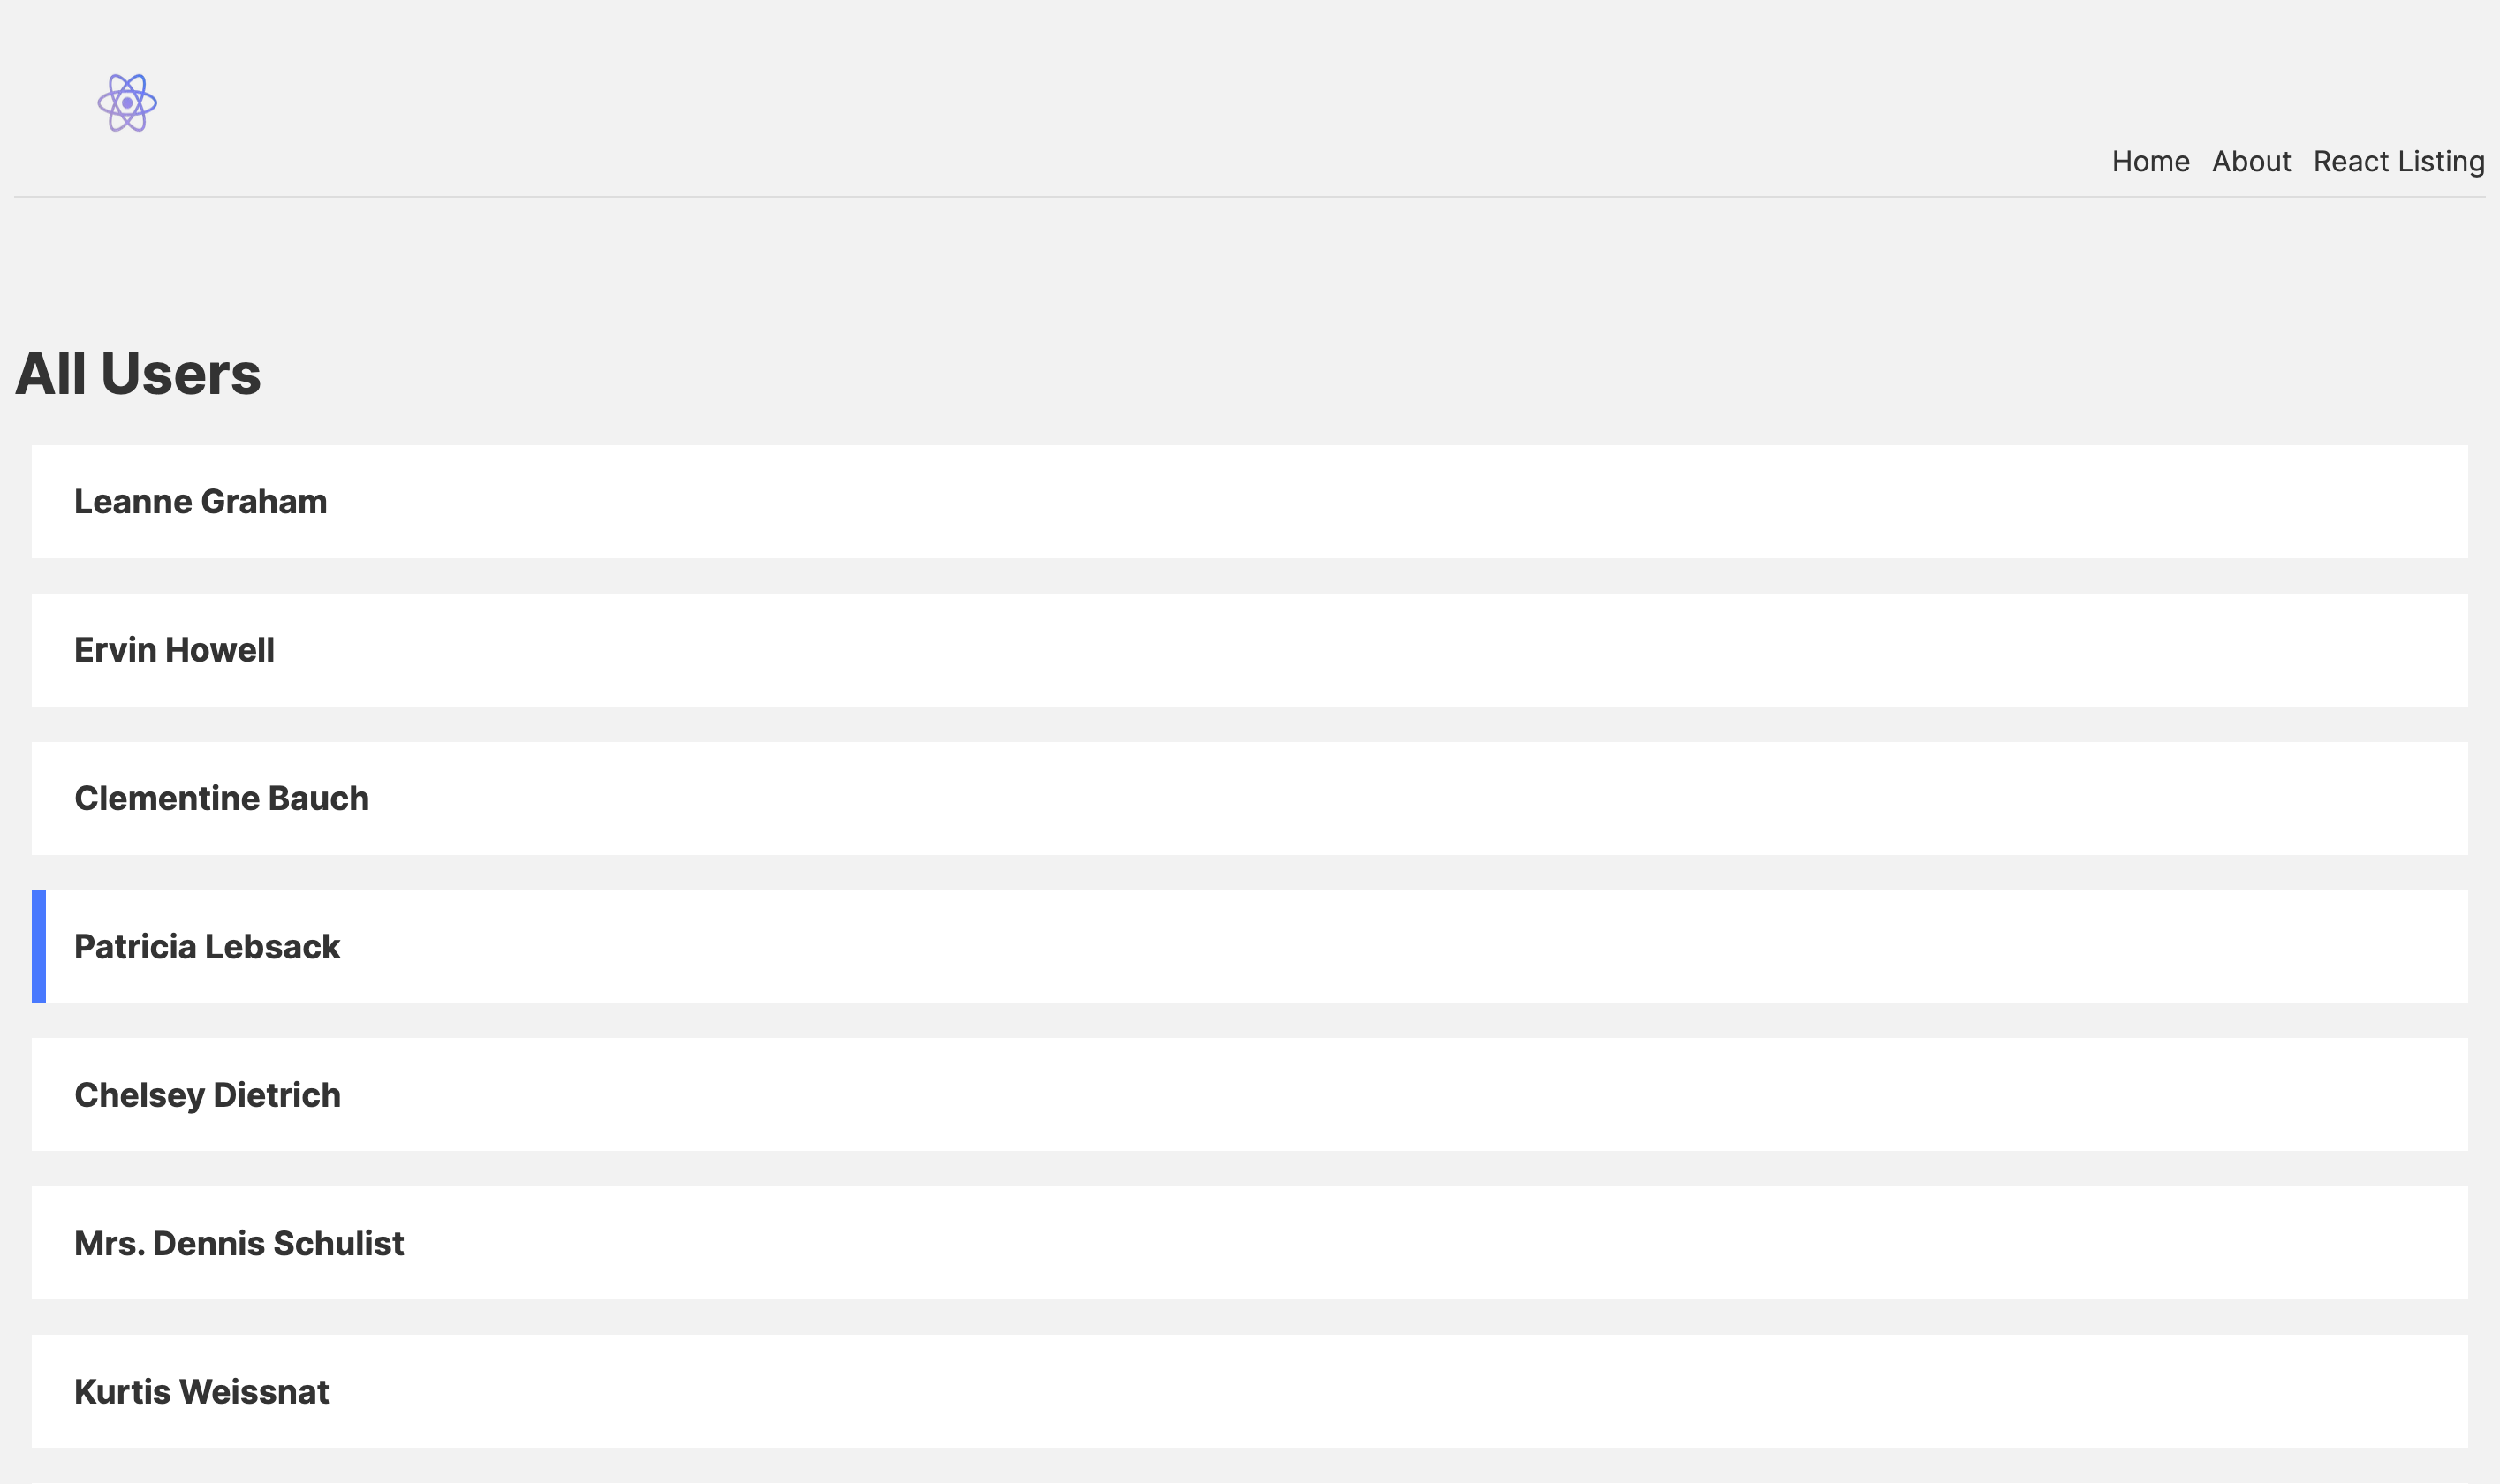 Home About React Listing
All Users
Leanne Graham
Ervin Howell
Clementine Bauch
Patricia Lebsack
Chelsey Dietrich
Mrs. Dennis Schulist
Kurtis Weissnat